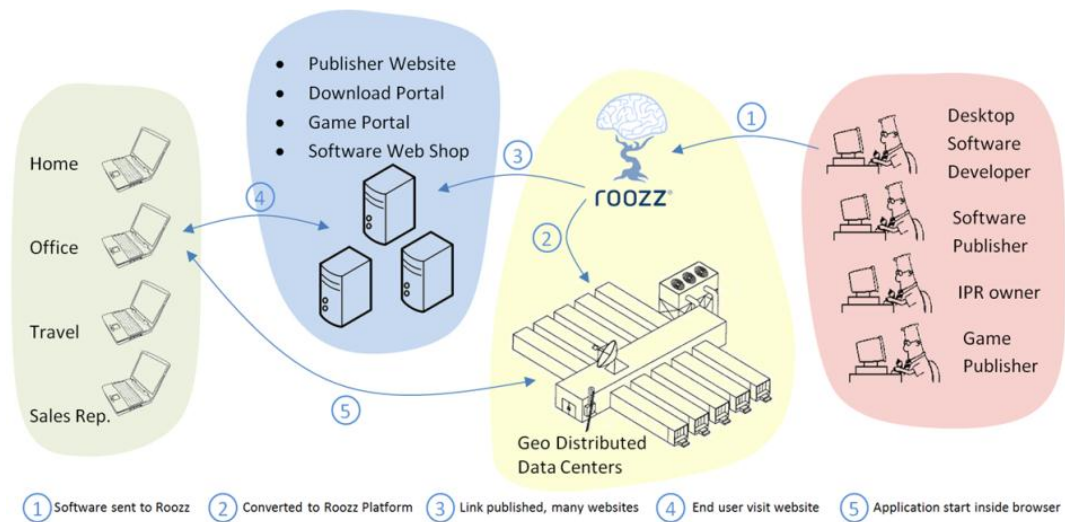 Home
Office
Travel
Sales Rep.
• Publisher Website
• Download Portal
• Game Portal
• Software Web Shop
4
3
5
1
roozz®
2
Geo Distributed
Data Centers
Desktop
Software
Developer
Software
Publisher
IPR owner
Game
Publisher
1 Software sent to Roozz
2 Converted to Roozz Platform
3 Link published, many websites
4 End user visit website
5 Application start inside browser